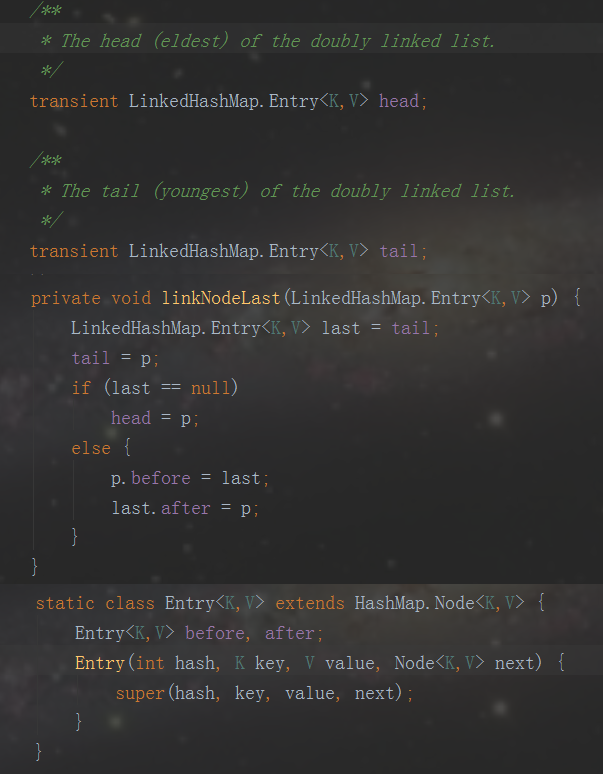 /**
 * The head (eldest) of the doubly linked list.
 */
transient LinkedHashMap.Entry<K,V> head;
/**
 * The tail (youngest) of the doubly linked list.
 */
transient LinkedHashMap.Entry<K,V> tail;
private void linkNodeLast(LinkedHashMap.Entry<K,V> p) {
    LinkedHashMap.Entry<K,V> last = tail;
    tail = p;
    if (last == null)
        head = p;
    else {
        p.before = last;
        last.after = p;
    }
}
static class Entry<K,V> extends HashMap.Node<K,V> {
    Entry<K,V> before, after;
    Entry(int hash, K key, V value, Node<K,V> next) {
        super(hash, key, value, next);
    }
}